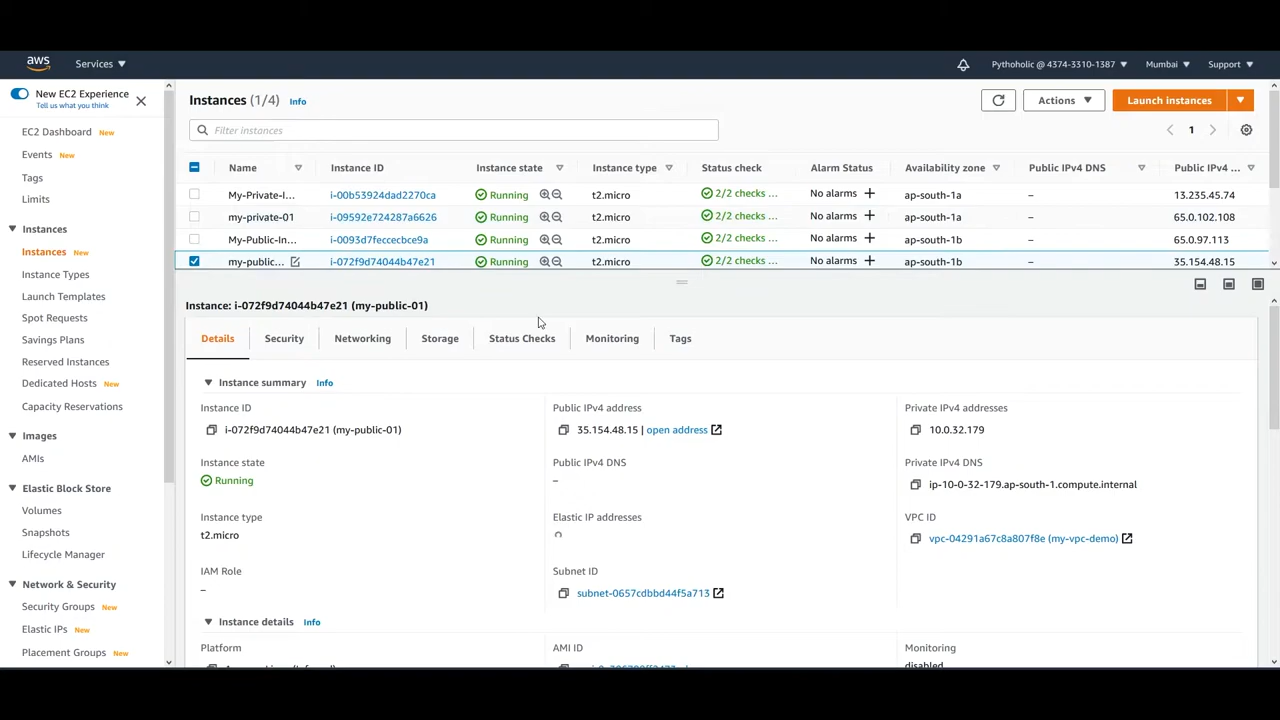 aws Services Pythoholic @ 4374-3310-1387 Mumbai Support
New EC2 Experience
Tell us what you think
EC2 Dashboard New
Events New
Tags
Limits
Instances
Instances New
Instance Types
Launch Templates
Spot Requests
Savings Plans
Reserved Instances
Dedicated Hosts New
Capacity Reservations
Images
AMIs
Elastic Block Store
Volumes
Snapshots
Lifecycle Manager
Network & Security
Security Groups New
Elastic IPs New
Placement Groups New
Instances (1/4) Info
Actions
Launch instances
Filter instances
1
Name Instance ID Instance state Instance type Status check Alarm Status Availability zone Public IPv4 DNS Public IPv4 ...
My-Private-I... i-00b53924dad2270ca Running t2.micro 2/2 checks ... No alarms + ap-south-1a – 13.235.45.74
my-private-01 i-09592e724287a6626 Running t2.micro 2/2 checks ... No alarms + ap-south-1a – 65.0.102.108
My-Public-In... i-0093d7feccecbce9a Running t2.micro 2/2 checks ... No alarms + ap-south-1b – 65.0.97.113
my-public... i-072f9d74044b47e21 Running t2.micro 2/2 checks ... No alarms + ap-south-1b – 35.154.48.15
Instance: i-072f9d74044b47e21 (my-public-01)
Details Security Networking Storage Status Checks Monitoring Tags
Instance summary Info
Instance ID
i-072f9d74044b47e21 (my-public-01)
Public IPv4 address
35.154.48.15 | open address
Private IPv4 addresses
10.0.32.179
Instance state
Running
Public IPv4 DNS
–
Private IPv4 DNS
ip-10-0-32-179.ap-south-1.compute.internal
Instance type
t2.micro
Elastic IP addresses
VPC ID
vpc-04291a67c8a807f8e (my-vpc-demo)
IAM Role
–
Subnet ID
subnet-0657cdbbd44f5a713
Instance details Info
Platform
AMI ID
Monitoring
disabled